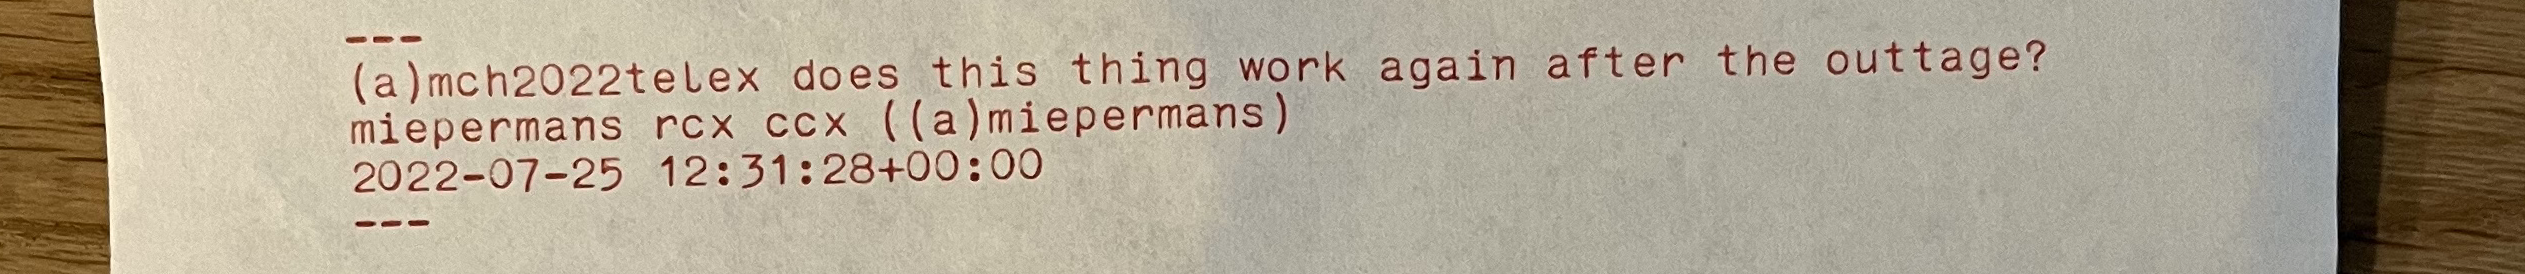 ---
(a)mch2022telex does this thing work again after the outtage?
miepermans rcx ccx ((a)miepermans)
2022-07-25 12:31:28+00:00
---